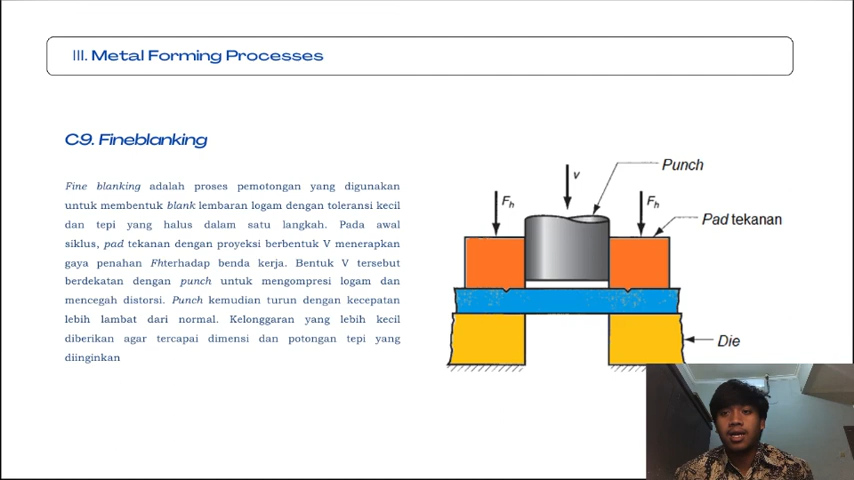 III. Metal Forming Processes
C9. Fineblanking
Fine blanking adalah proses pemotongan yang digunakan
untuk membentuk blank lembaran logam dengan toleransi kecil
dan tepi yang halus dalam satu langkah. Pada awal
siklus, pad tekanan dengan proyeksi berbentuk V menerapkan
gaya penahan Fhterhadap benda kerja. Bentuk V tersebut
berdekatan dengan punch untuk mengompresi logam dan
mencegah distorsi. Punch kemudian turun dengan kecepatan
lebih lambat dari normal. Kelonggaran yang lebih kecil
diberikan agar tercapai dimensi dan potongan tepi yang
diinginkan
Punch
v
Fh
Fh
Pad tekanan
Die